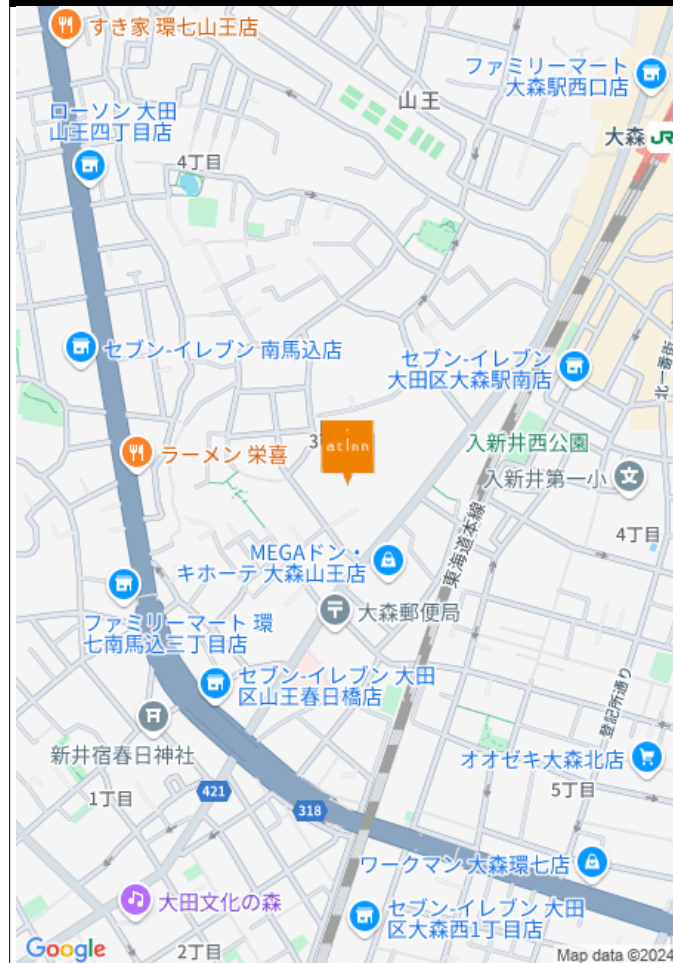 すき家 環七山王店
ファミリーマート
大森駅西口店
山王
ローソン 大田
山王四丁目店
大森 JR
4丁目
セブン-イレブン 南馬込店
セブン-イレブン
大田区大森駅南店
北一番街
at inn
ラーメン 栄喜
入新井西公園
入新井第一小
文
4丁目
東海道本線
MEGAドン・
キホーテ 大森山王店
大森郵便局
ファミリーマート 環
七南馬込三丁目店
セブン-イレブン 大田
区山王春日橋店
登記所通り
新井宿春日神社
オオゼキ大森北店
421
1丁目
5丁目
318
ワークマン 大森環七店
大田文化の森
セブン-イレブン 大田
区大森西1丁目店
2丁目
Google
Map data ©2024